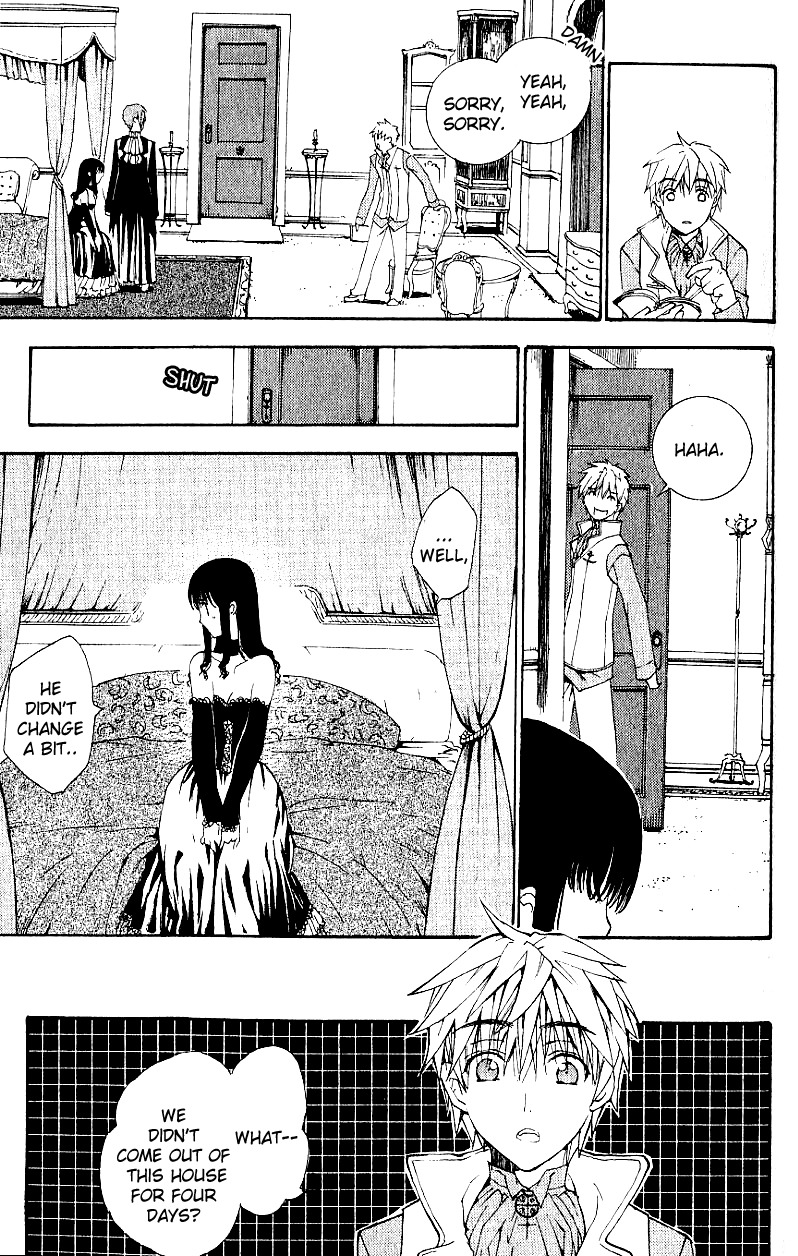 DAMN
YEAH,
YEAH,
SORRY,
SORRY.
HAHA.
SHUT
...
WELL,
HE
DIDN'T
CHANGE
A BIT..
WHAT--
WE
DIDN'T
COME OUT OF
THIS HOUSE
FOR FOUR
DAYS?